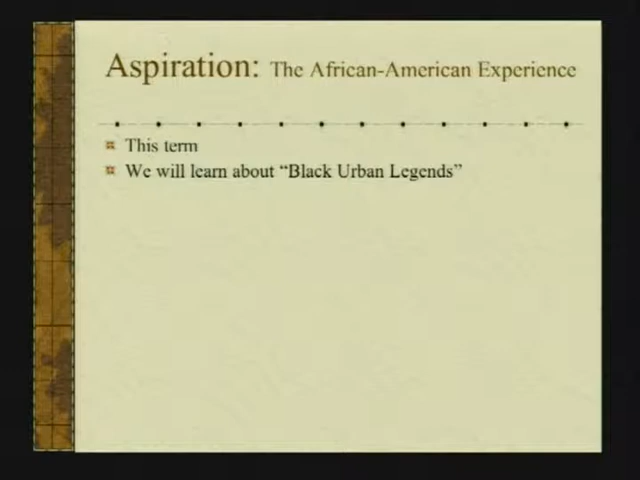 Aspiration: The African-American Experience
This term
We will learn about “Black Urban Legends”